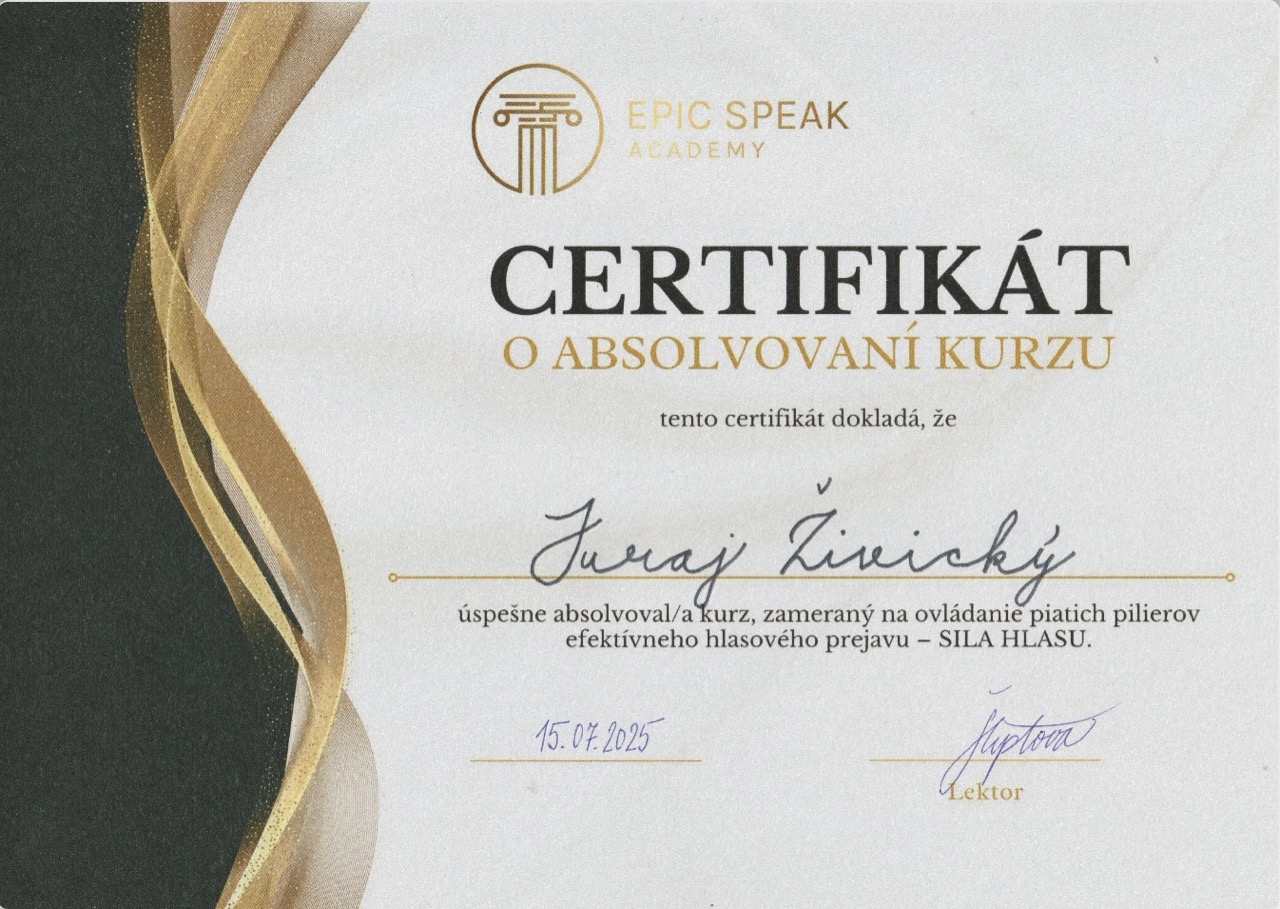 EPIC SPEAK
ACADEMY
CERTIFIKÁT
O ABSOLVOVANÍ KURZU
tento certifikát dokladá, že
Juraj Živický
úspešne absolvoval/a kurz, zameraný na ovládanie piatich pilierov
efektívneho hlasového prejavu – SILA HLASU.
15.07.2025
Lektor